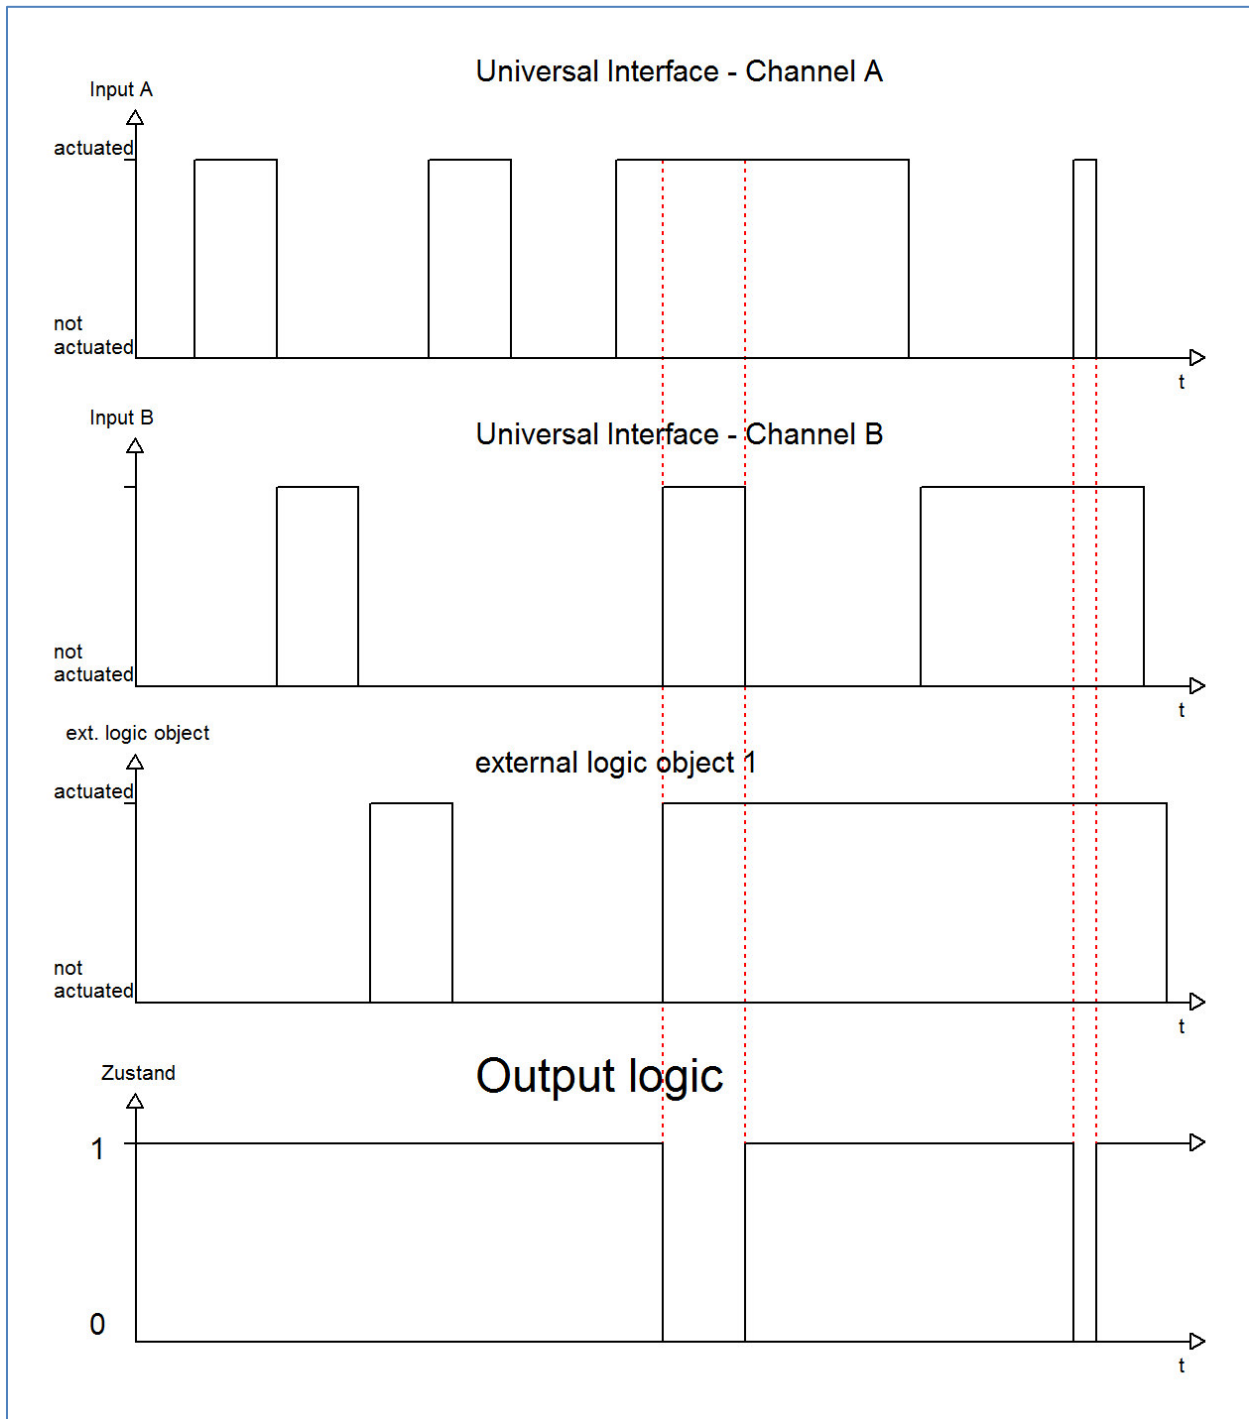 Universal Interface - Channel A
Input A
actuated
not
actuated
t
Input B
Universal Interface - Channel B
not
actuated
t
ext. logic object
external logic object 1
actuated
not
actuated
t
Output logic
Zustand
1
0
t